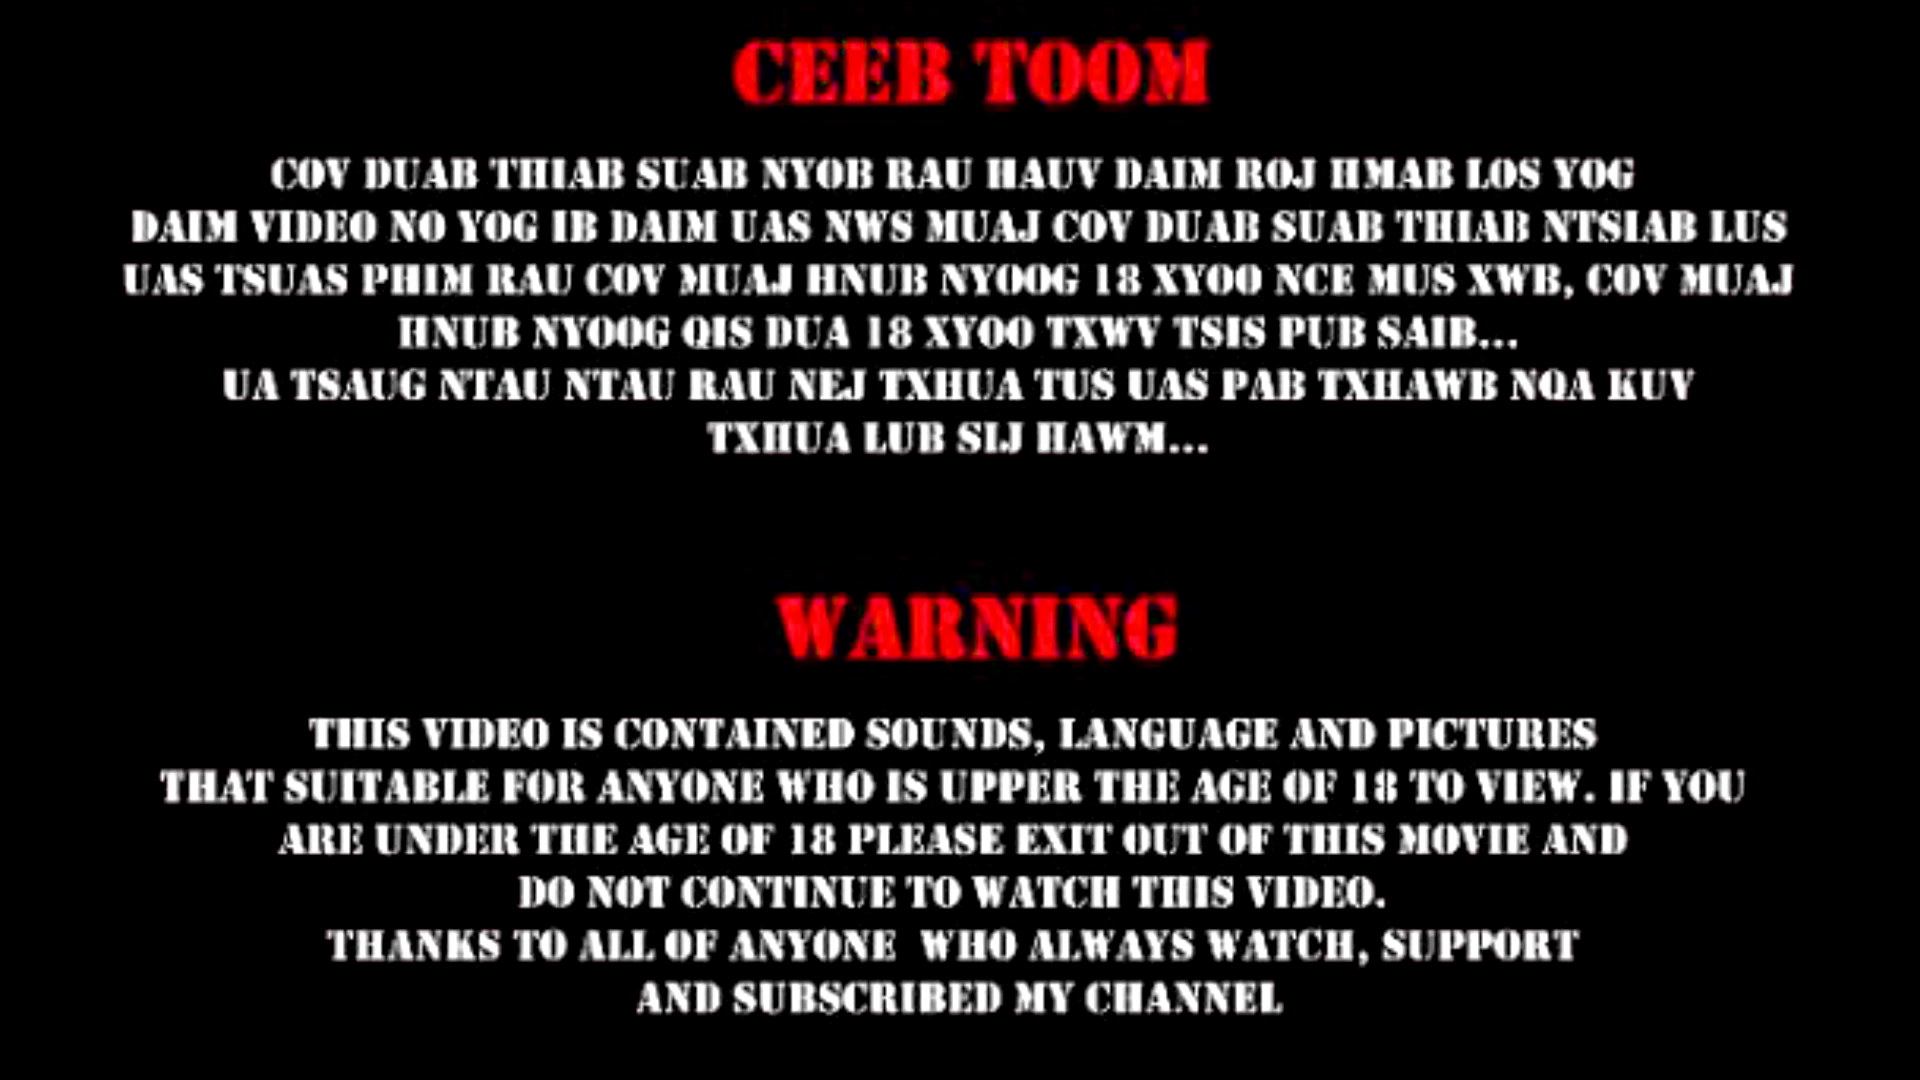 CEEB TOOM
COV DUAB THIAB SUAB NYOB RAU HAUV DAIM ROJ HMAB LOS YOG
DAIM VIDEO NO YOG IB DAIM UAS NWS MUAJ COV DUAB SUAB THIAB NTSIAB LUS
UAS TSUAS PHIM RAU COV MUAJ HNUB NYOOG 18 XYOO NCE MUS XWB, COV MUAJ
HNUB NYOOG QIS DUA 18 XYOO TXWV TSIS PUB SAIB...
UA TSAUG NTAU NTAU RAU NEJ TXHUA TUS UAS PAB TXHAWB NQA KUV
TXHUA LUB SIJ HAWM...
WARNING
THIS VIDEO IS CONTAINED SOUNDS, LANGUAGE AND PICTURES
THAT SUITABLE FOR ANYONE WHO IS UPPER THE AGE OF 18 TO VIEW. IF YOU
ARE UNDER THE AGE OF 18 PLEASE EXIT OUT OF THIS MOVIE AND
DO NOT CONTINUE TO WATCH THIS VIDEO.
THANKS TO ALL OF ANYONE  WHO ALWAYS WATCH, SUPPORT
AND SUBSCRIBED MY CHANNEL